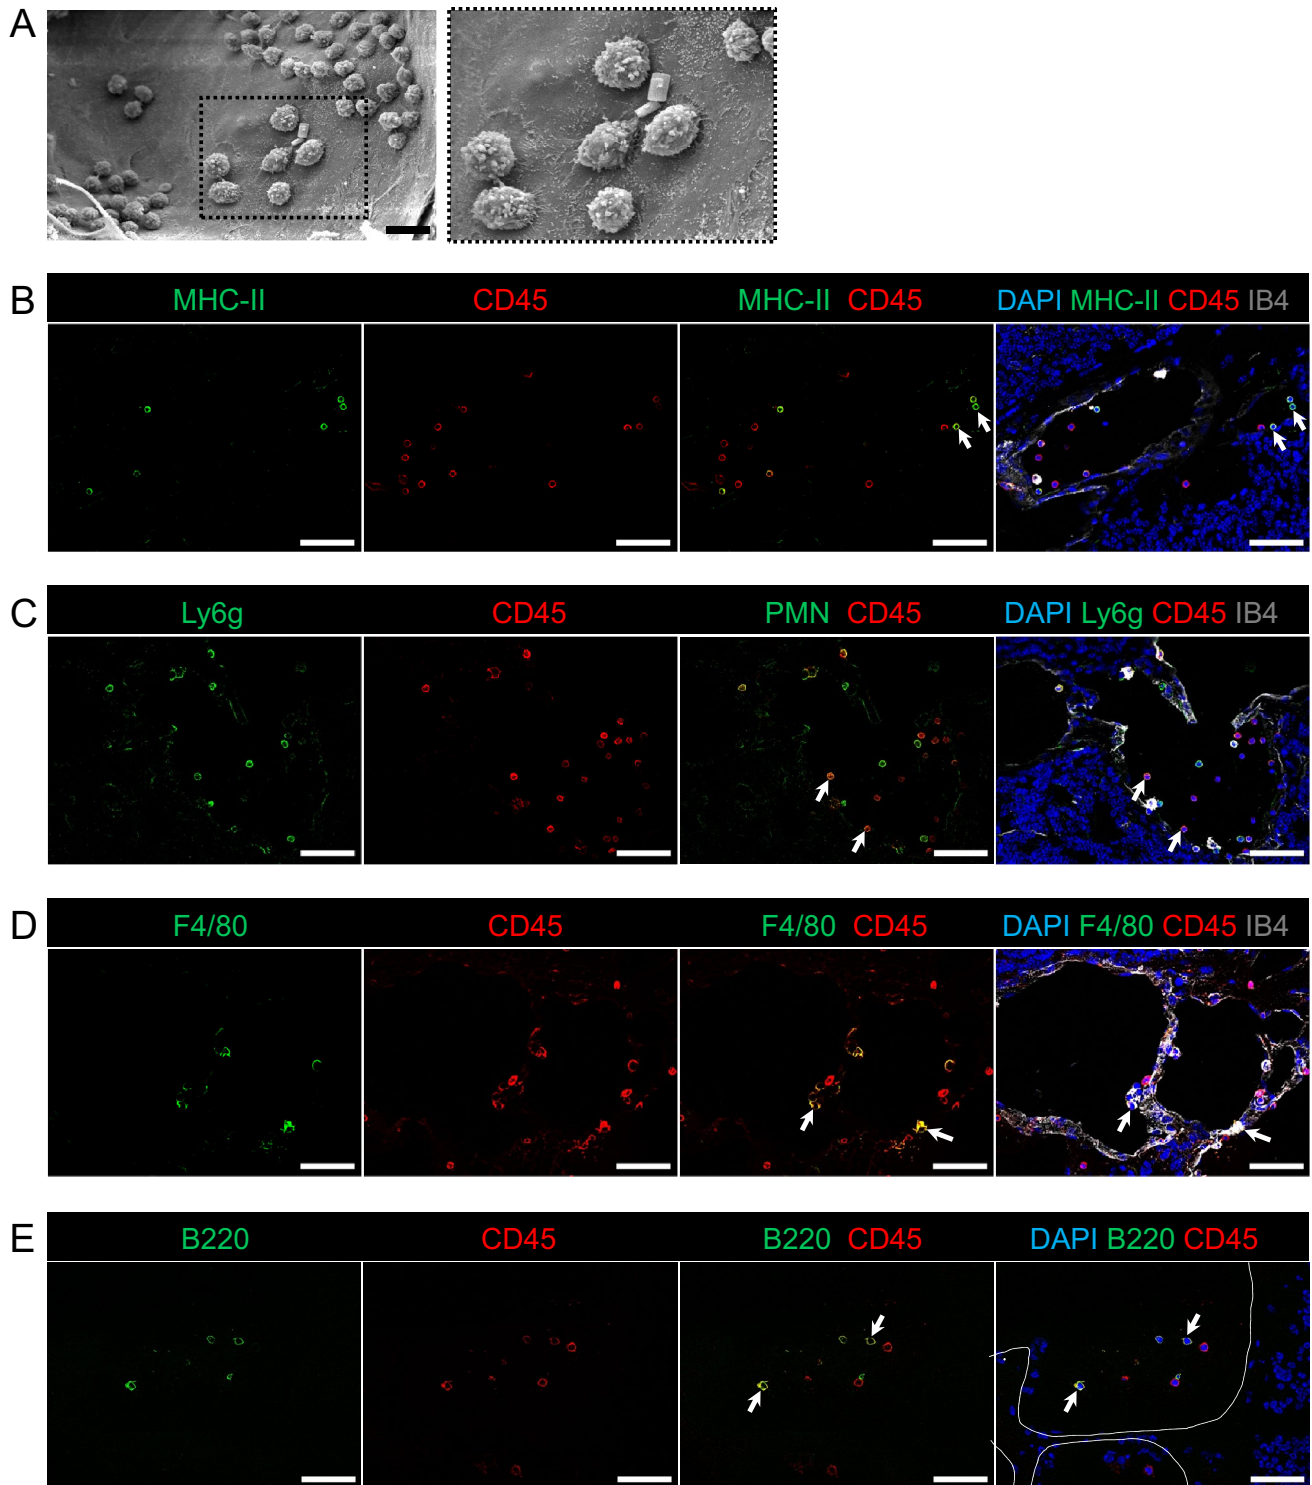 A
B
MHC-II CD45 MHC-II CD45 DAPI MHC-II CD45 IB4
C
Ly6g CD45 PMN CD45 DAPI Ly6g CD45 IB4
D
F4/80 CD45 F4/80 CD45 DAPI F4/80 CD45 IB4
E
B220 CD45 B220 CD45 DAPI B220 CD45